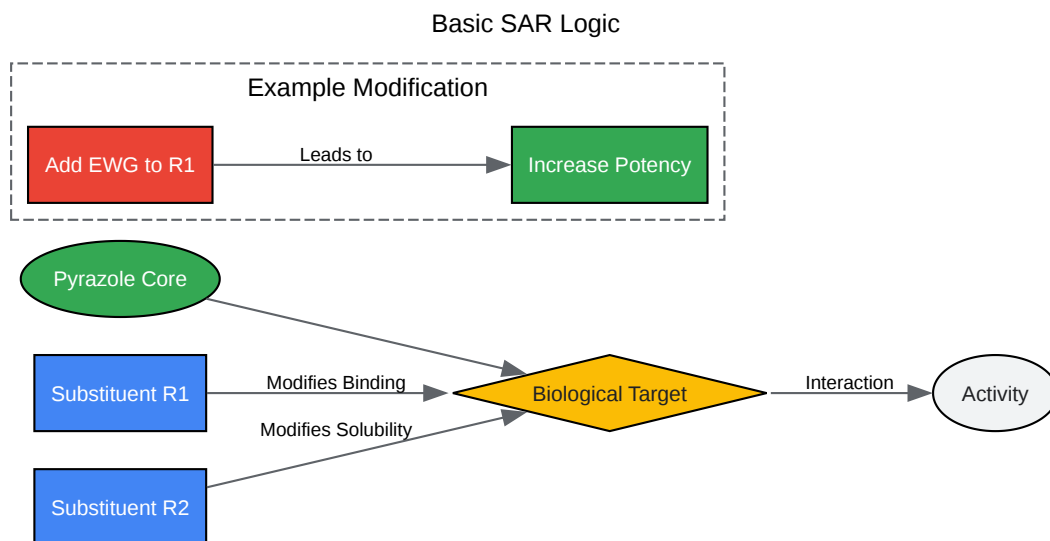 Basic SAR Logic
Example Modification
Add EWG to R1
Leads to
Increase Potency
Pyrazole Core
Substituent R1
Modifies Binding
Biological Target
Interaction
Activity
Modifies Solubility
Substituent R2